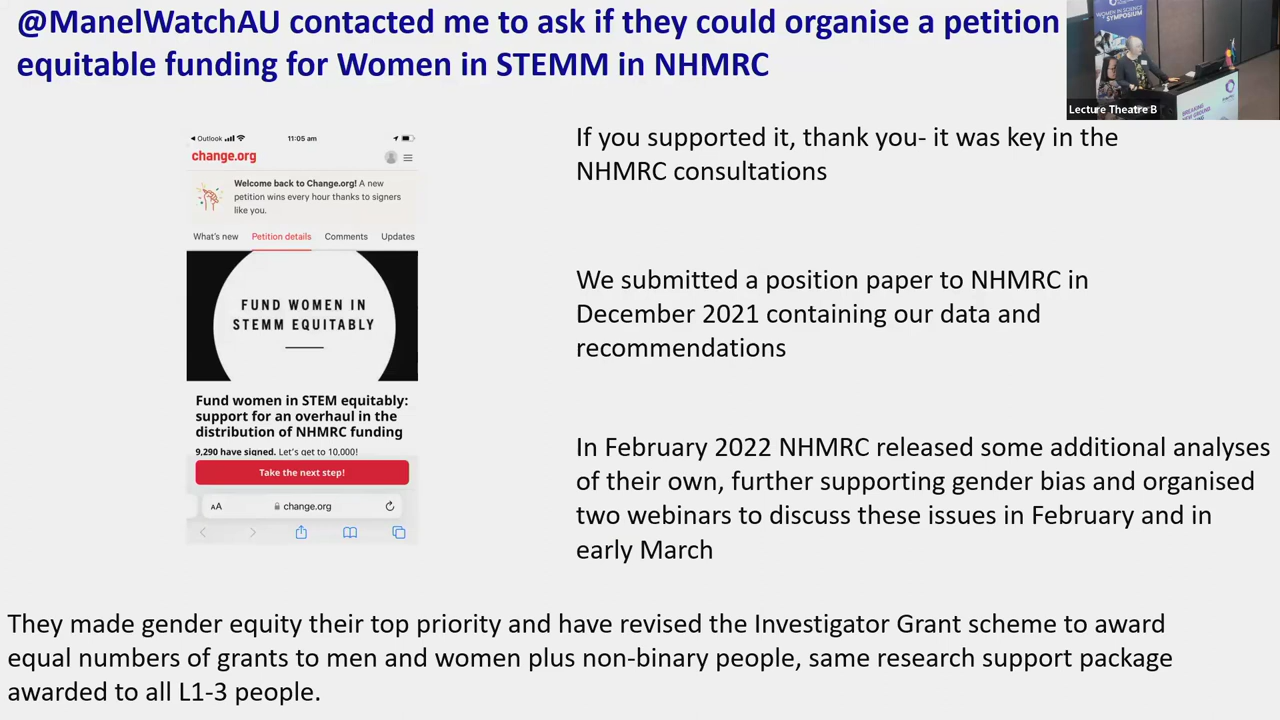 @ManelWatchAU contacted me to ask if they could organise a petition
equitable funding for Women in STEMM in NHMRC
WOMEN IN SCIENCE
SYMPOSIUM
Lecture Theatre B
BREAKING
NEW GROUND
Outlook
11:05 am
change.org
Welcome back to Change.org! A new
petition wins every hour thanks to signers
like you.
What's new Petition details Comments Updates
FUND WOMEN IN
STEMM EQUITABLY
Fund women in STEM equitably:
support for an overhaul in the
distribution of NHMRC funding
9,290 have signed. Let's get to 10,000!
Take the next step!
AA change.org
If you supported it, thank you- it was key in the
NHMRC consultations
We submitted a position paper to NHMRC in
December 2021 containing our data and
recommendations
In February 2022 NHMRC released some additional analyses
of their own, further supporting gender bias and organised
two webinars to discuss these issues in February and in
early March
They made gender equity their top priority and have revised the Investigator Grant scheme to award
equal numbers of grants to men and women plus non-binary people, same research support package
awarded to all L1-3 people.